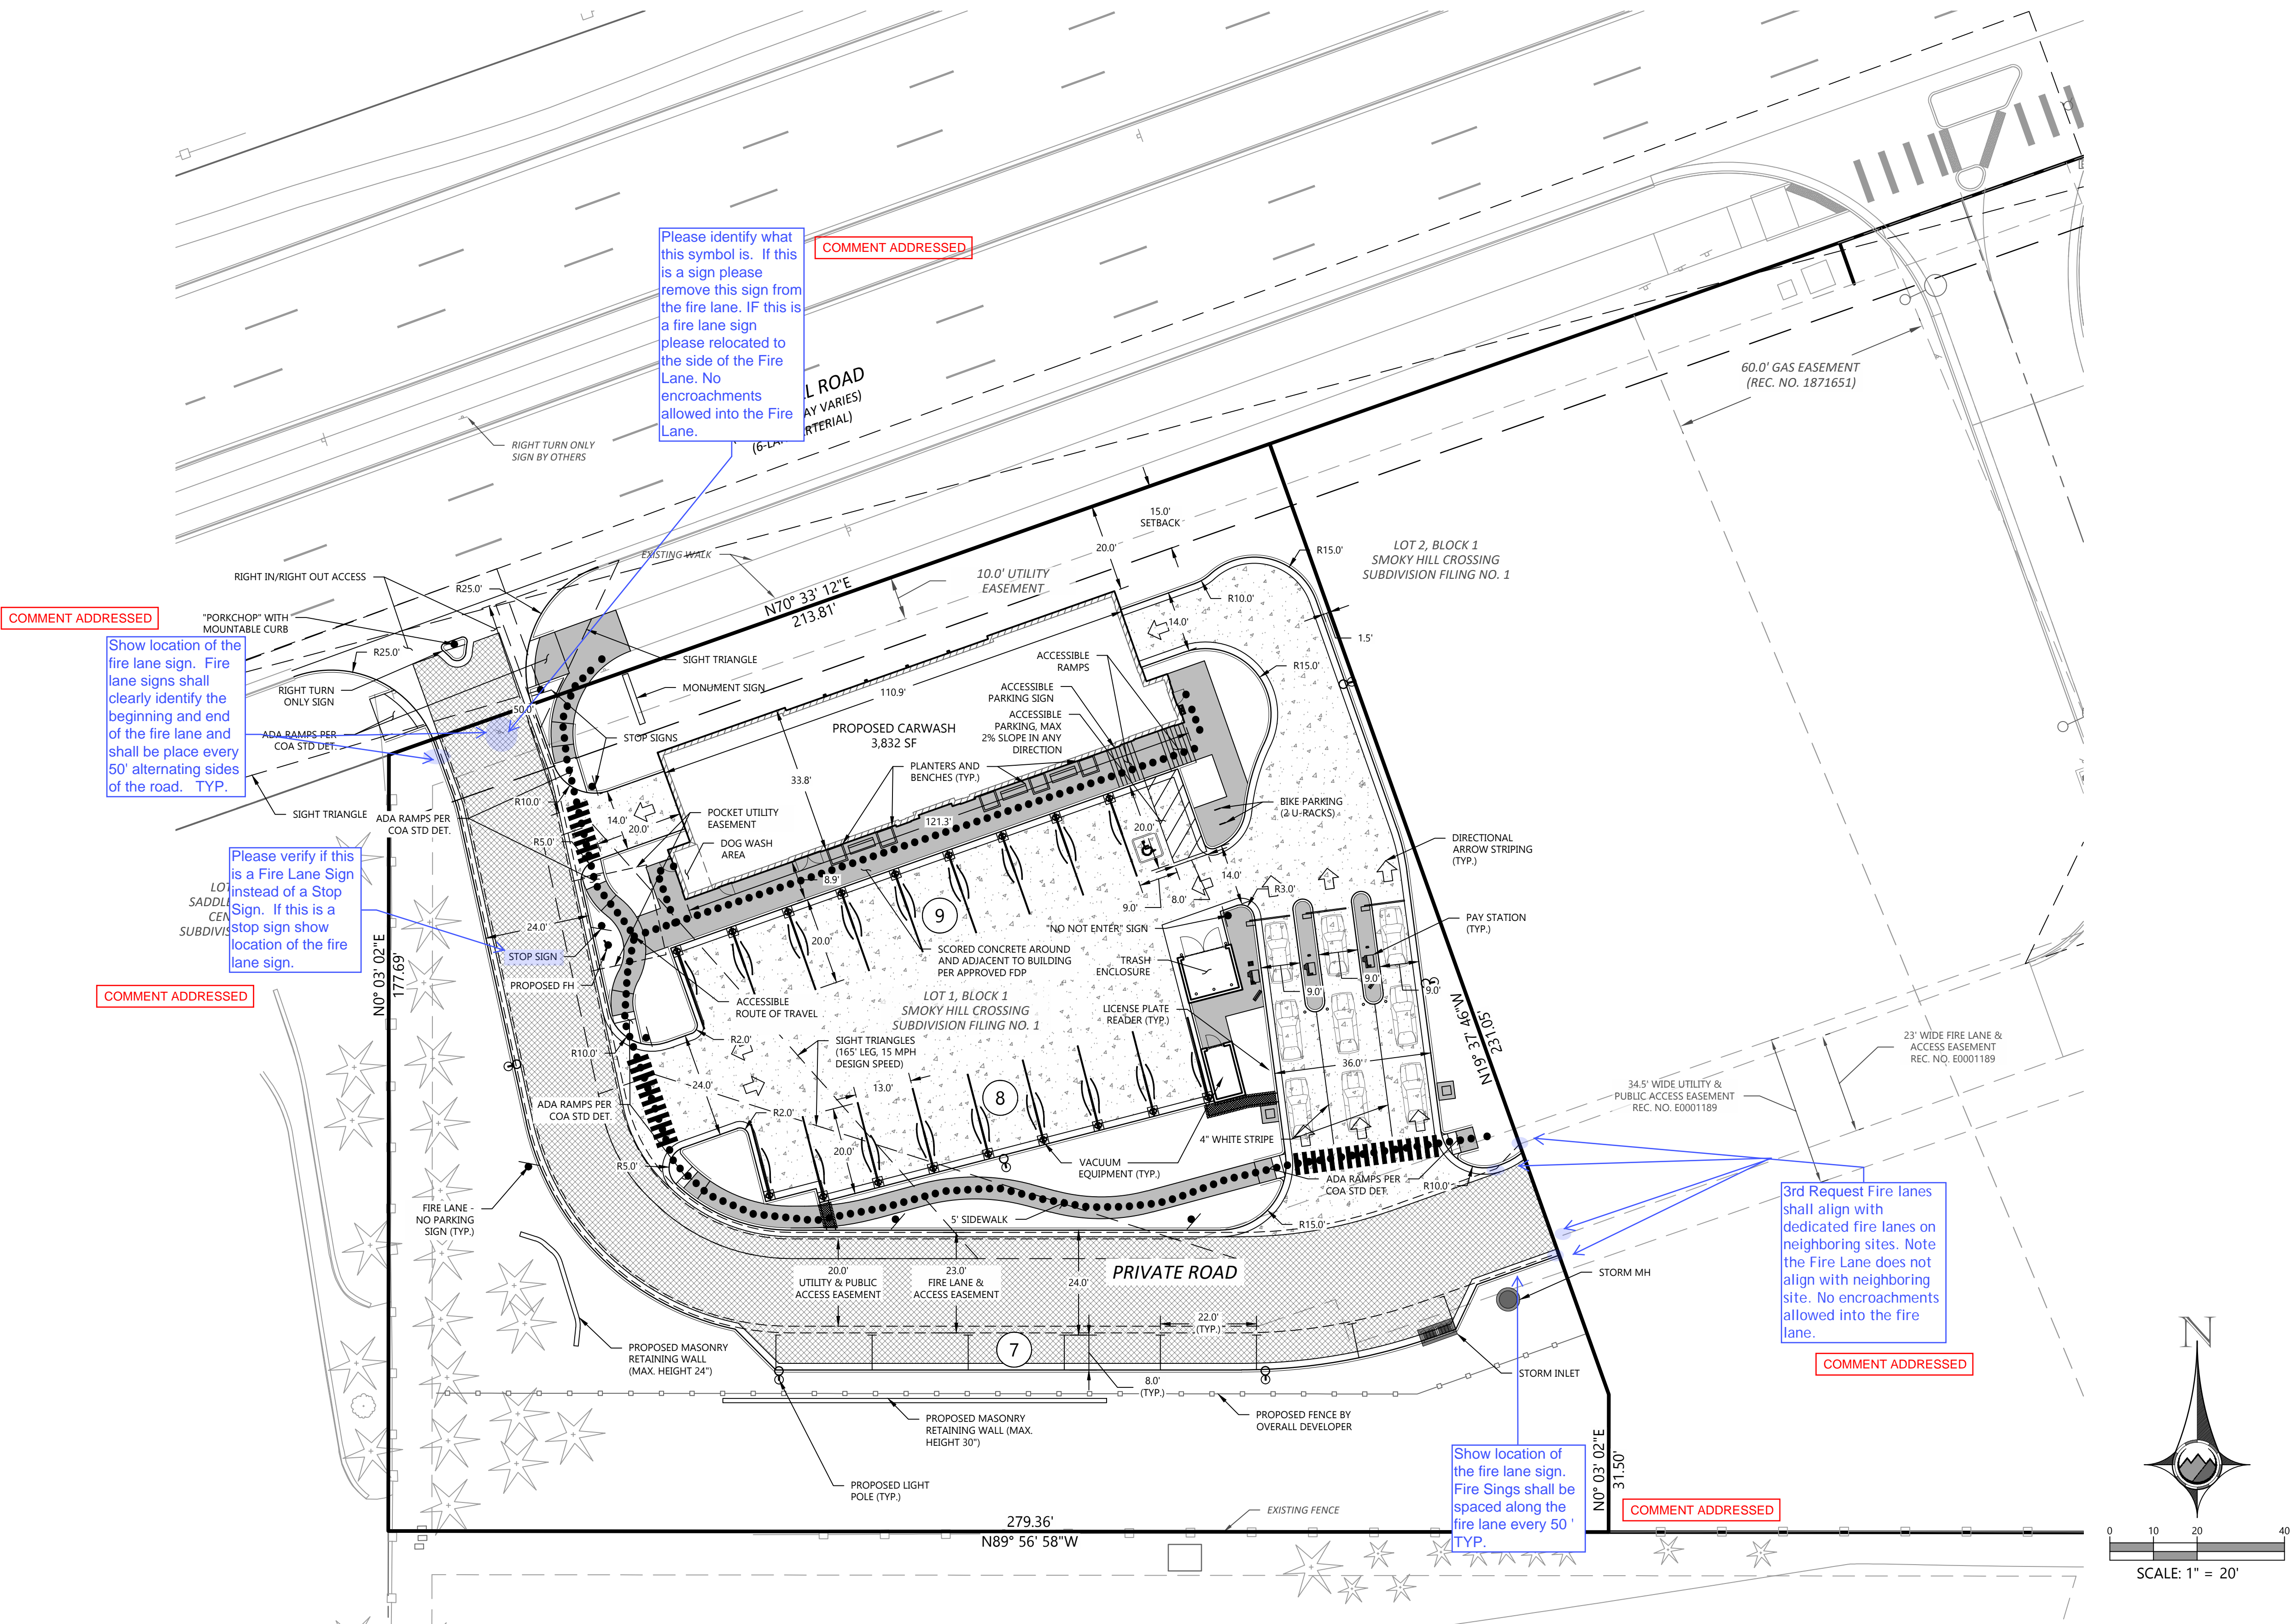 Please identify what
this symbol is.  If this
is a sign please
remove this sign from
the fire lane. IF this is
a fire lane sign
please relocated to
the side of the Fire
Lane. No
encroachments
allowed into the Fire
Lane.
COMMENT ADDRESSED
L ROAD
AY VARIES)
(6-LA RTERIAL)
60.0' GAS EASEMENT
(REC. NO. 1871651)
RIGHT TURN ONLY
SIGN BY OTHERS
15.0'
SETBACK
20.0'
EXISTING WALK
R15.0'
LOT 2, BLOCK 1
SMOKY HILL CROSSING
SUBDIVISION FILING NO. 1
RIGHT IN/RIGHT OUT ACCESS
R25.0'
N70° 33' 12"E
213.81'
10.0' UTILITY
EASEMENT
R10.0'
COMMENT ADDRESSED
"PORKCHOP" WITH
MOUNTABLE CURB
14.0'
1.5'
Show location of the
fire lane sign.  Fire
lane signs shall
clearly identify the
beginning and end
of the fire lane and
shall be place every
50' alternating sides
of the road.   TYP.
R25.0'
SIGHT TRIANGLE
ACCESSIBLE
RAMPS
R15.0'
RIGHT TURN
ONLY SIGN
MONUMENT SIGN
110.9'
ACCESSIBLE
PARKING SIGN
50.0'
ACCESSIBLE
PARKING, MAX
2% SLOPE IN ANY
DIRECTION
ADA RAMPS PER
COA STD DET.
STOP SIGNS
PROPOSED CARWASH
3,832 SF
PLANTERS AND
BENCHES (TYP.)
33.8'
R10.0'
SIGHT TRIANGLE
ADA RAMPS PER
COA STD DET.
14.0'
20.0'
POCKET UTILITY
EASEMENT
121.3'
20.0'
BIKE PARKING
(2 U-RACKS)
R5.0'
DOG WASH
AREA
DIRECTIONAL
ARROW STRIPING
(TYP.)
Please verify if this
is a Fire Lane Sign
instead of a Stop
Sign.  If this is a
stop sign show
location of the fire
lane sign.
LOT
SADDL
CEN
SUBDIVIS
8.9'
14.0'
R3.0'
9.0'
8.0'
24.0'
9
"NO NOT ENTER" SIGN
PAY STATION
(TYP.)
20.0'
STOP SIGN
SCORED CONCRETE AROUND
AND ADJACENT TO BUILDING
PER APPROVED FDP
TRASH
ENCLOSURE
N0° 03' 02"E
177.69'
COMMENT ADDRESSED
PROPOSED FH
9.0'
9.0'
9.0'
ACCESSIBLE
ROUTE OF TRAVEL
LOT 1, BLOCK 1
SMOKY HILL CROSSING
SUBDIVISION FILING NO. 1
LICENSE PLATE
READER (TYP.)
N19° 37' 46"W
231.05'
R2.0'
SIGHT TRIANGLES
(165' LEG, 15 MPH
DESIGN SPEED)
R10.0'
36.0'
23' WIDE FIRE LANE &
ACCESS EASEMENT
REC. NO. E0001189
24.0'
13.0'
8
34.5' WIDE UTILITY &
PUBLIC ACCESS EASEMENT
REC. NO. E0001189
ADA RAMPS PER
COA STD DET.
R2.0'
4" WHITE STRIPE
20.0'
R5.0'
VACUUM
EQUIPMENT (TYP.)
ADA RAMPS PER
COA STD DET.
R10.0'
3rd Request Fire lanes
shall align with
dedicated fire lanes on
neighboring sites. Note
the Fire Lane does not
align with neighboring
site. No encroachments
allowed into the fire
lane.
COMMENT ADDRESSED
FIRE LANE -
NO PARKING
SIGN (TYP.)
5' SIDEWALK
R15.0'
20.0'
UTILITY & PUBLIC
ACCESS EASEMENT
23.0'
FIRE LANE &
ACCESS EASEMENT
24.0'
PRIVATE ROAD
STORM MH
22.0'
(TYP.)
PROPOSED MASONRY
RETAINING WALL
(MAX. HEIGHT 24")
7
8.0'
(TYP.)
STORM INLET
PROPOSED MASONRY
RETAINING WALL (MAX.
HEIGHT 30")
PROPOSED FENCE BY
OVERALL DEVELOPER
PROPOSED LIGHT
POLE (TYP.)
Show location of
the fire lane sign.
Fire Sings shall be
spaced along the
fire lane every 50 '
TYP.
N0° 03' 02"E
31.50'
COMMENT ADDRESSED
EXISTING FENCE
279.36'
N89° 56' 58"W
N
0 10 20 40
SCALE: 1" = 20'